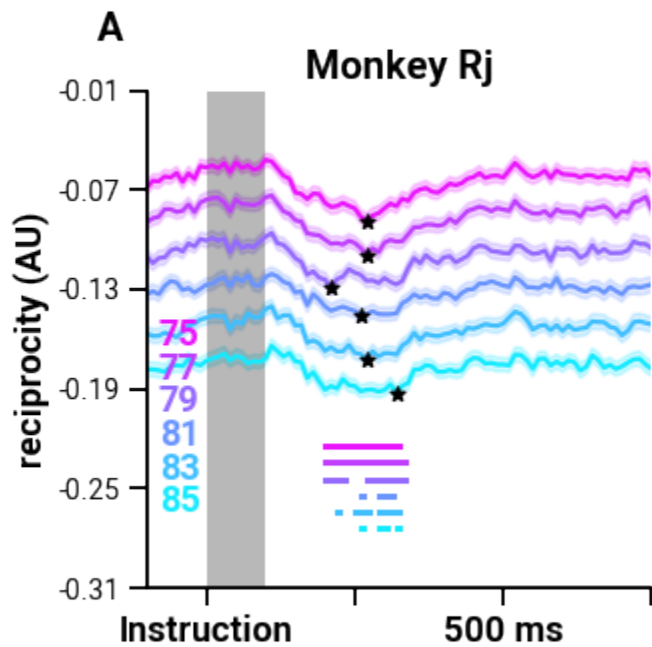 A
Monkey Rj
reciprocity (AU)
-0.01
-0.07
-0.13
-0.19
-0.25
-0.31
75
77
79
81
83
85
Instruction
500 ms